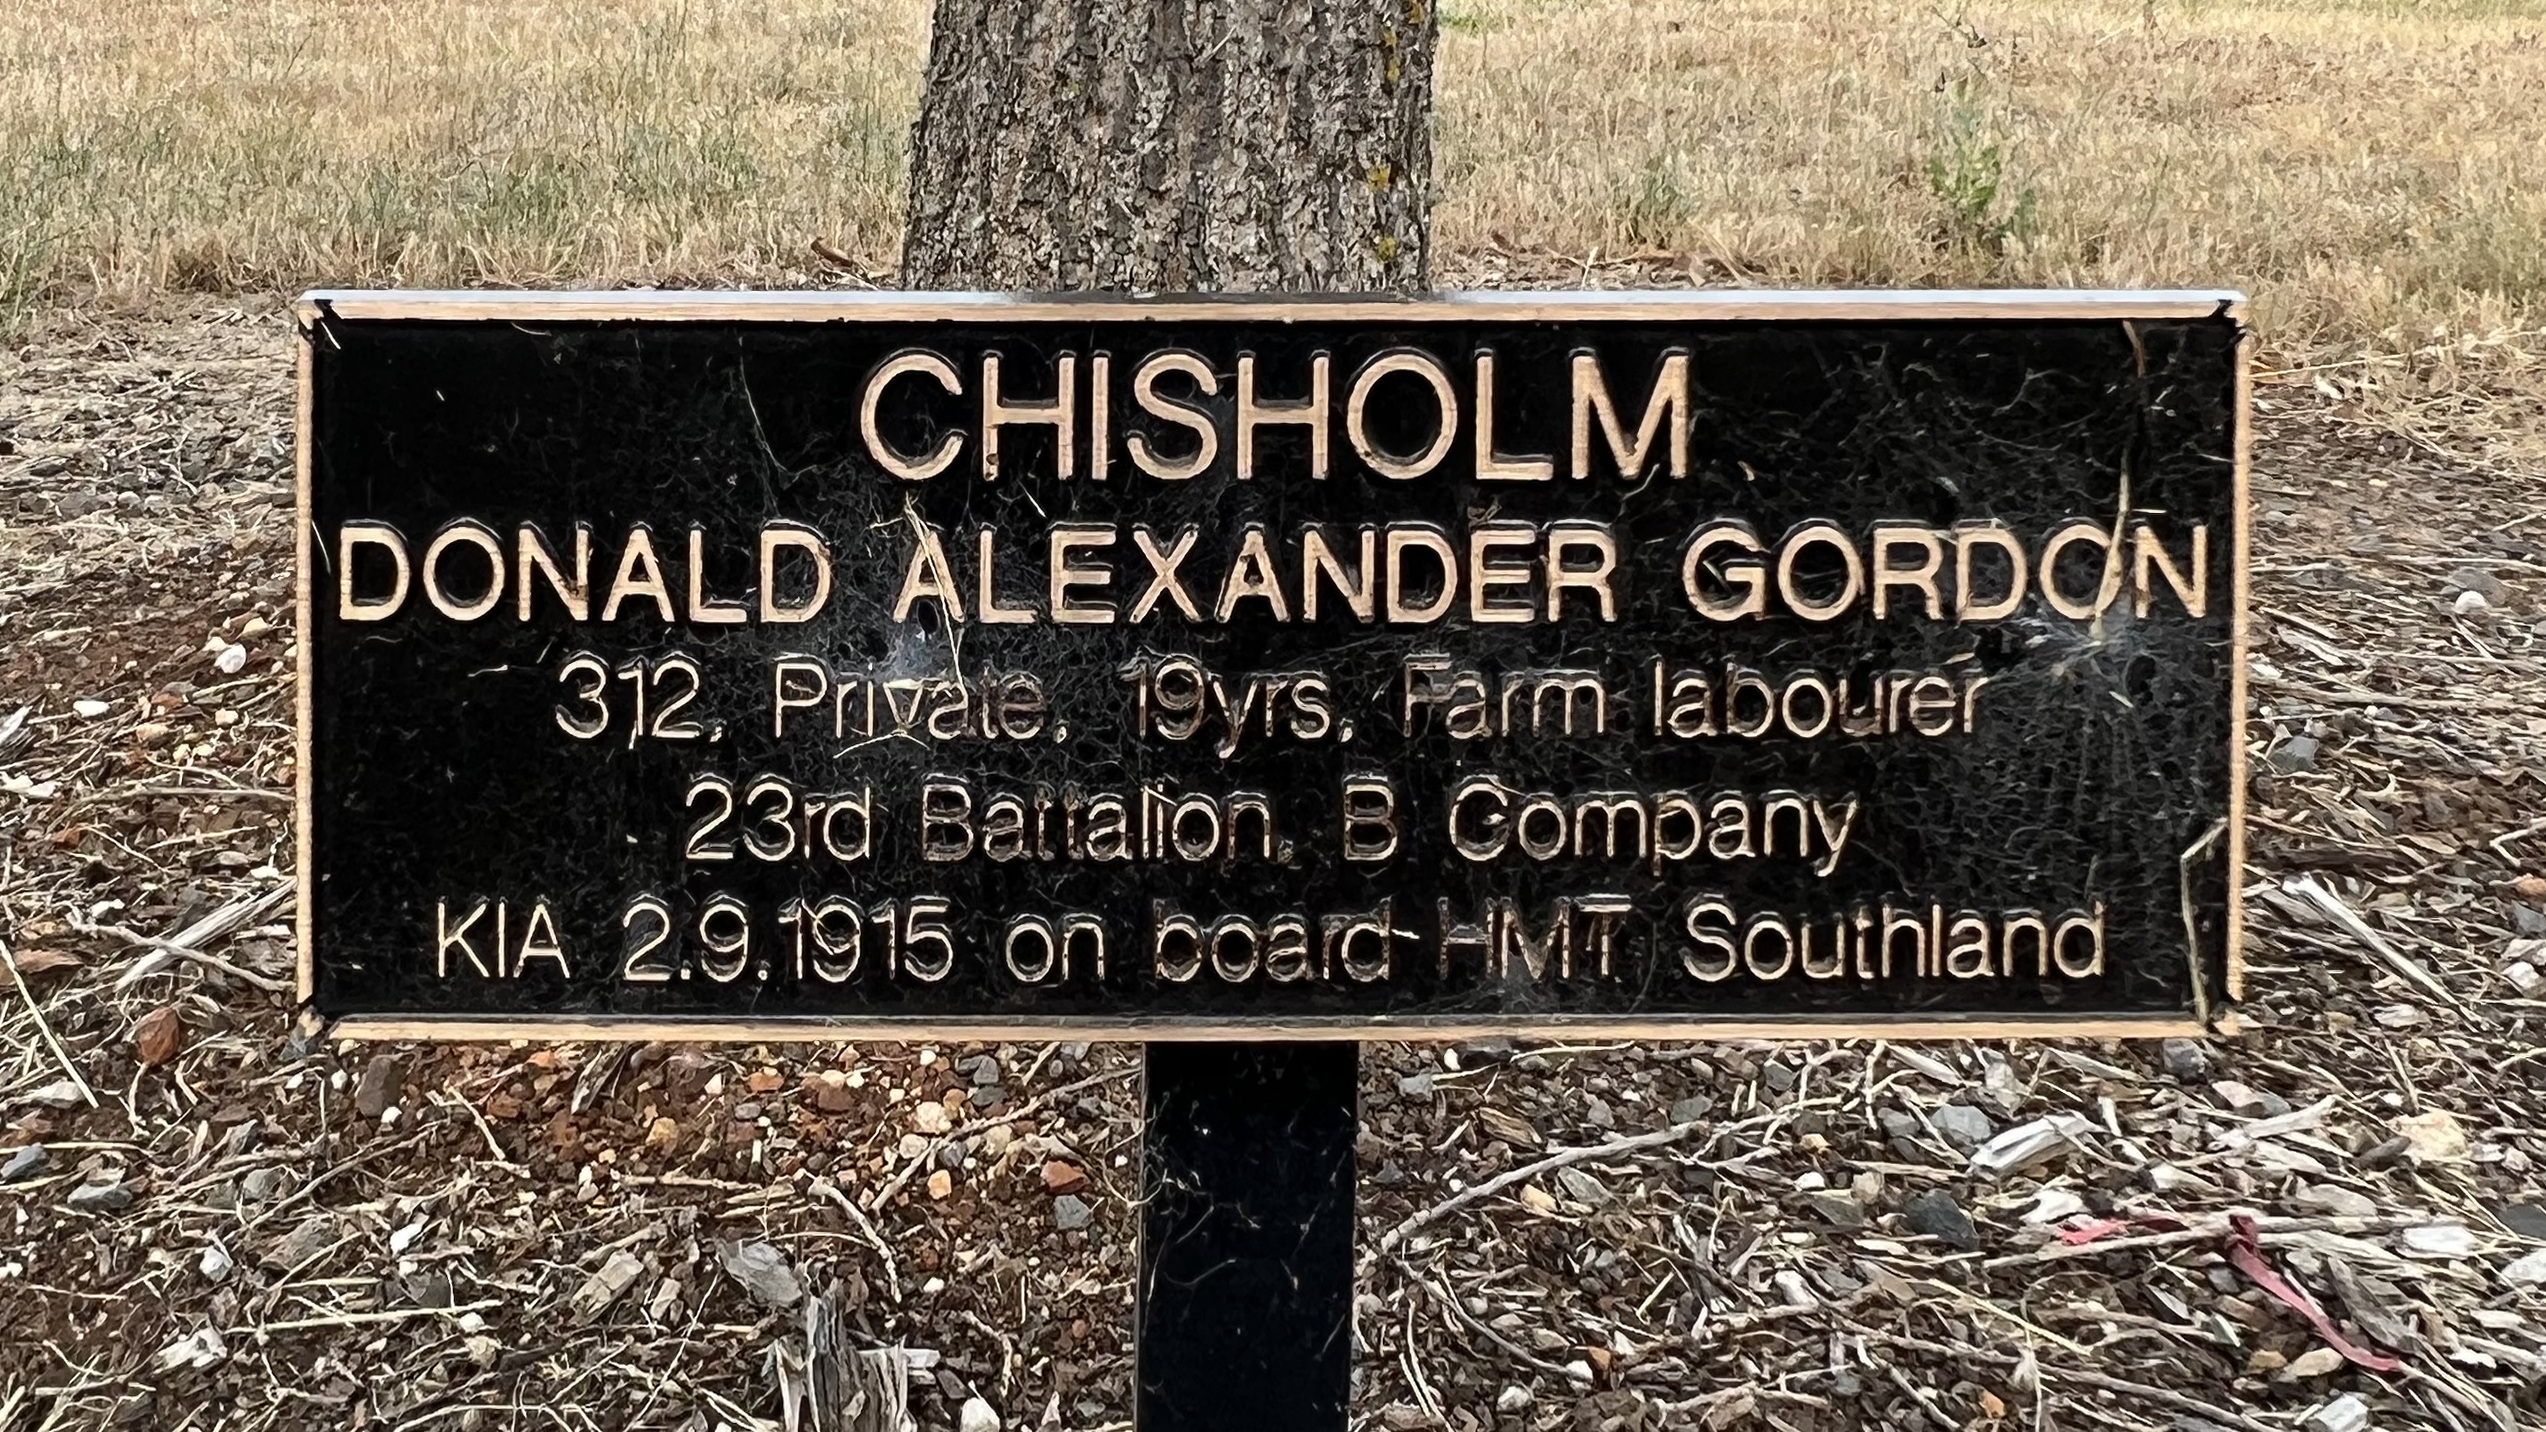 CHISHOLM
DONALD ALEXANDER GORDON
312, Private, 19yrs, Farm labourer
23rd Battalion, B Company
KIA 2.9.1915 on board HMT Southland